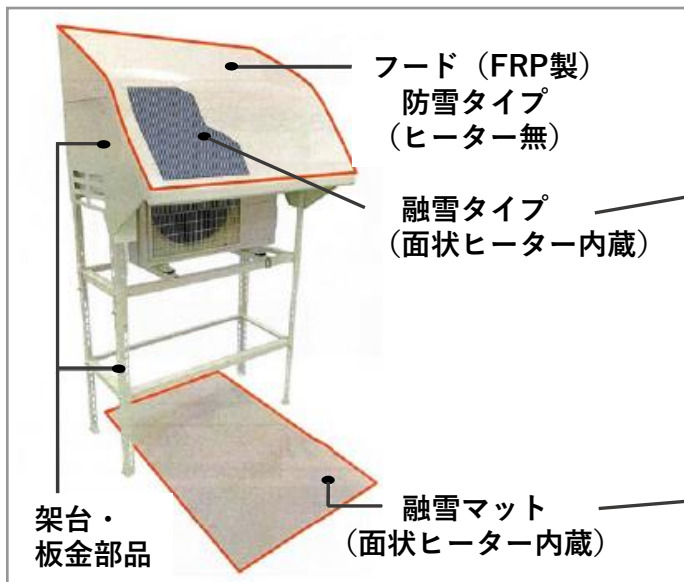 フード（FRP製）
防雪タイプ
（ヒーター無）
融雪タイプ
（面状ヒーター内蔵）
架台・
板金部品
融雪マット
（面状ヒーター内蔵）